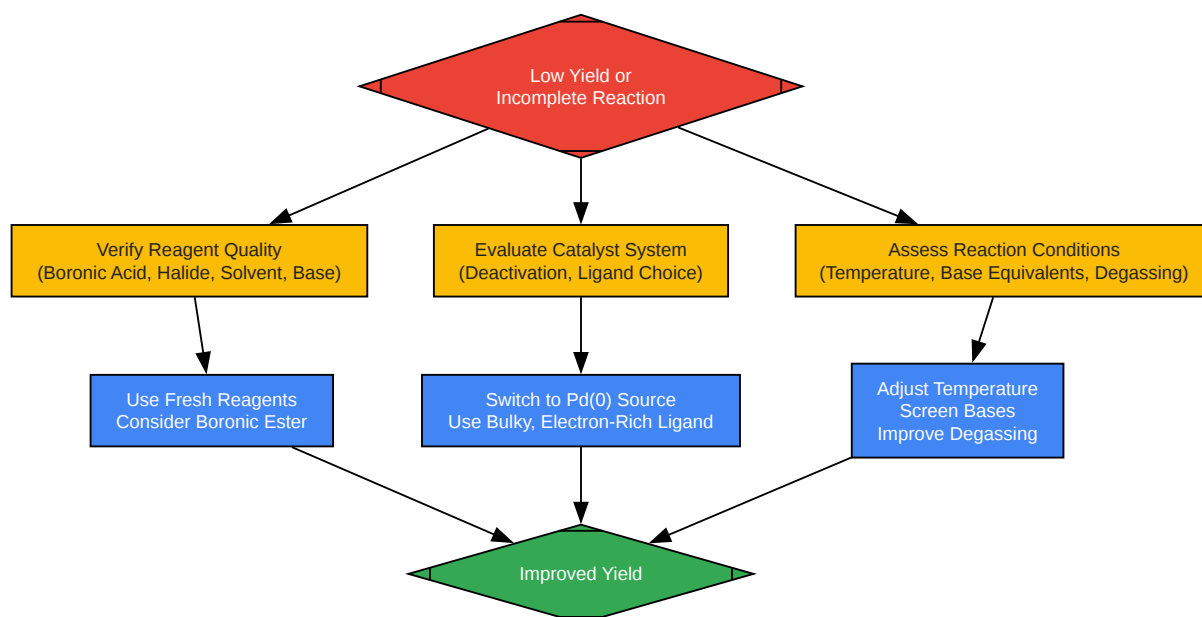 Low Yield or
Incomplete Reaction
Verify Reagent Quality
(Boronic Acid, Halide, Solvent, Base)
Evaluate Catalyst System
(Deactivation, Ligand Choice)
Assess Reaction Conditions
(Temperature, Base Equivalents, Degassing)
Use Fresh Reagents
Consider Boronic Ester
Switch to Pd(0) Source
Use Bulky, Electron-Rich Ligand
Adjust Temperature
Screen Bases
Improve Degassing
Improved Yield